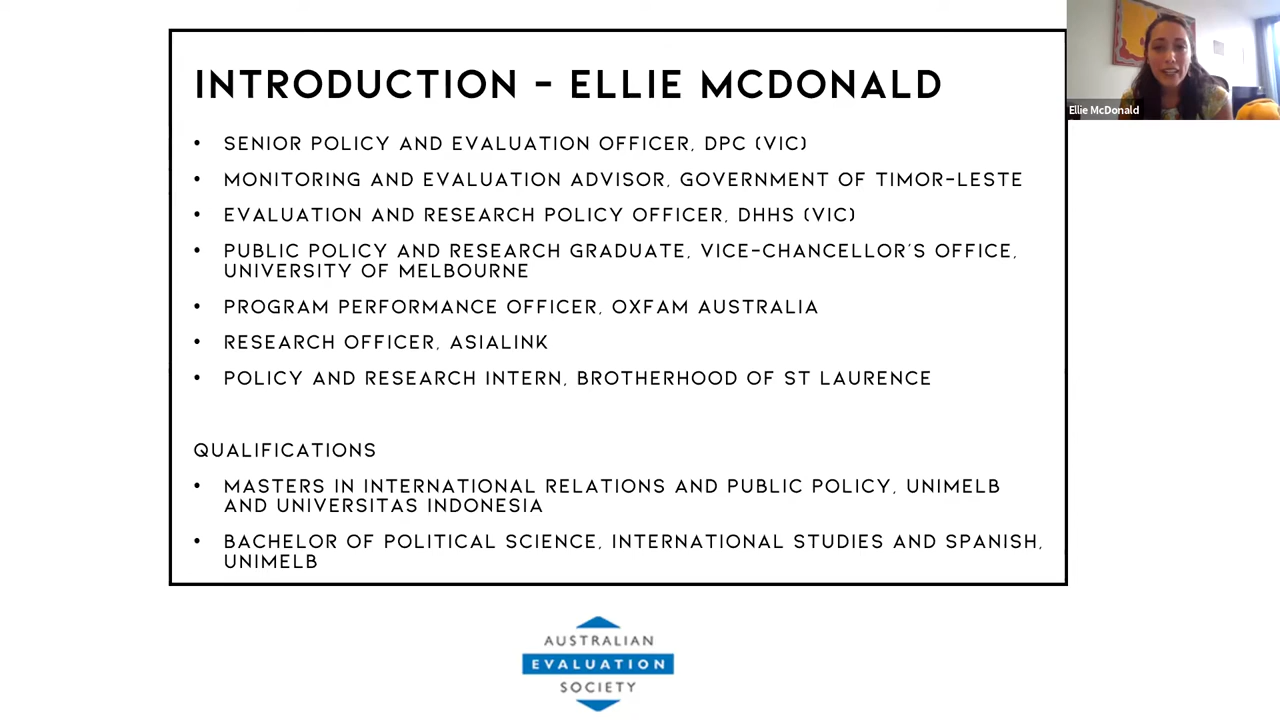 INTRODUCTION - ELLIE MCDONALD
Ellie McDonald
• SENIOR POLICY AND EVALUATION OFFICER, DPC (VIC)
• MONITORING AND EVALUATION ADVISOR, GOVERNMENT OF TIMOR-LESTE
• EVALUATION AND RESEARCH POLICY OFFICER, DHHS (VIC)
• PUBLIC POLICY AND RESEARCH GRADUATE, VICE-CHANCELLOR'S OFFICE,
UNIVERSITY OF MELBOURNE
• PROGRAM PERFORMANCE OFFICER, OXFAM AUSTRALIA
• RESEARCH OFFICER, ASIALINK
• POLICY AND RESEARCH INTERN, BROTHERHOOD OF ST LAURENCE
QUALIFICATIONS
• MASTERS IN INTERNATIONAL RELATIONS AND PUBLIC POLICY, UNIMELB
AND UNIVERSITAS INDONESIA
• BACHELOR OF POLITICAL SCIENCE, INTERNATIONAL STUDIES AND SPANISH,
UNIMELB
AUSTRALIAN
EVALUATION
SOCIETY